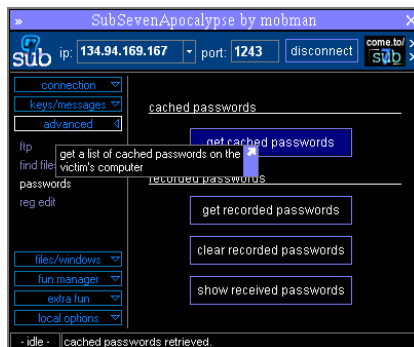 SubSevenApocalypse by mobman
sub ip: 134.94.169.167 port: 1243 disconnect come.to/ sub
connection
keys/messages
advanced
ftp
find files
passwords
reg edit
files/windows
fun manager
extra fun
local options
cached passwords
get cached passwords
get a list of cached passwords on the
victim's computer
recorded passwords
get recorded passwords
clear recorded passwords
show received passwords
- idle - cached passwords retrieved.